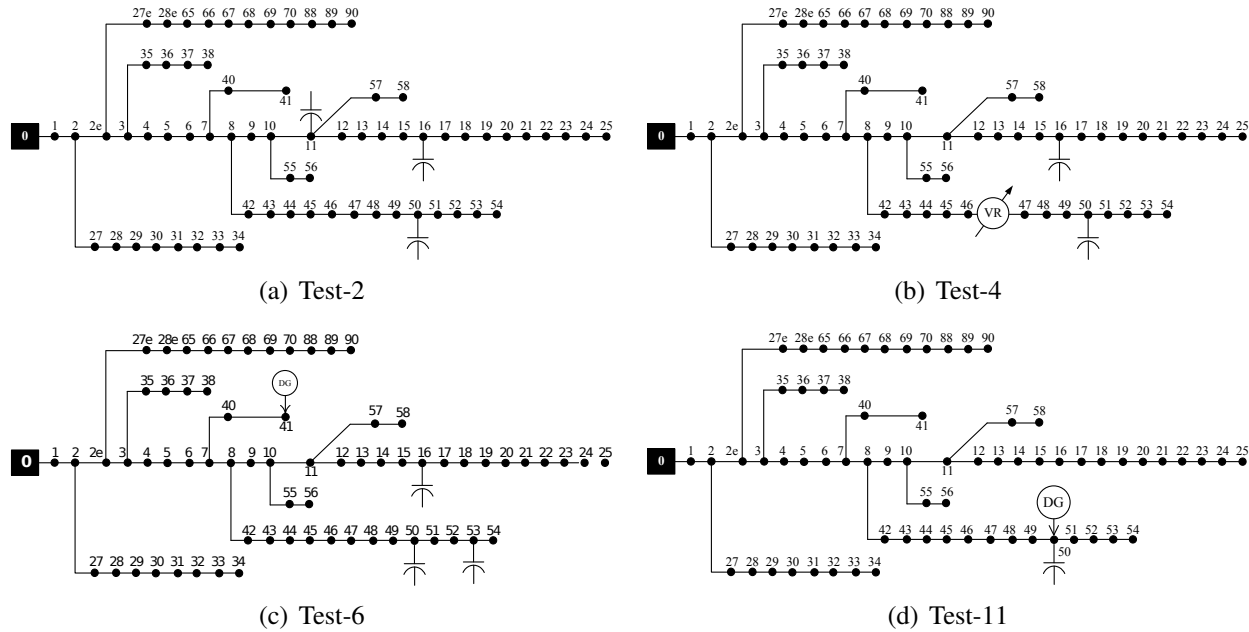 27e 28e 65 66 67 68 69 70 88 89 90
35 36 37 38
40
41
57 58
0 1 2 2e 3 4 5 6 7 8 9 10 12 13 14 15 16 17 18 19 20 21 22 23 24 25
11
55 56
42 43 44 45 46 47 48 49 50 51 52 53 54
27 28 29 30 31 32 33 34
(a) Test-2
27e 28e 65 66 67 68 69 70 88 89 90
35 36 37 38
40
41
57 58
0 1 2 2e 3 4 5 6 7 8 9 10 12 13 14 15 16 17 18 19 20 21 22 23 24 25
11
55 56
42 43 44 45 46 VR 47 48 49 50 51 52 53 54
27 28 29 30 31 32 33 34
(b) Test-4
27e 28e 65 66 67 68 69 70 88 89 90
35 36 37 38
DG
40
41
57 58
0 1 2 2e 3 4 5 6 7 8 9 10 12 13 14 15 16 17 18 19 20 21 22 23 24 25
11
55 56
42 43 44 45 46 47 48 49 50 51 52 53 54
27 28 29 30 31 32 33 34
(c) Test-6
27e 28e 65 66 67 68 69 70 88 89 90
35 36 37 38
40
41
57 58
0 1 2 2e 3 4 5 6 7 8 9 10 12 13 14 15 16 17 18 19 20 21 22 23 24 25
11
55 56
DG
42 43 44 45 46 47 48 49 51 52 53 54
50
27 28 29 30 31 32 33 34
(d) Test-11